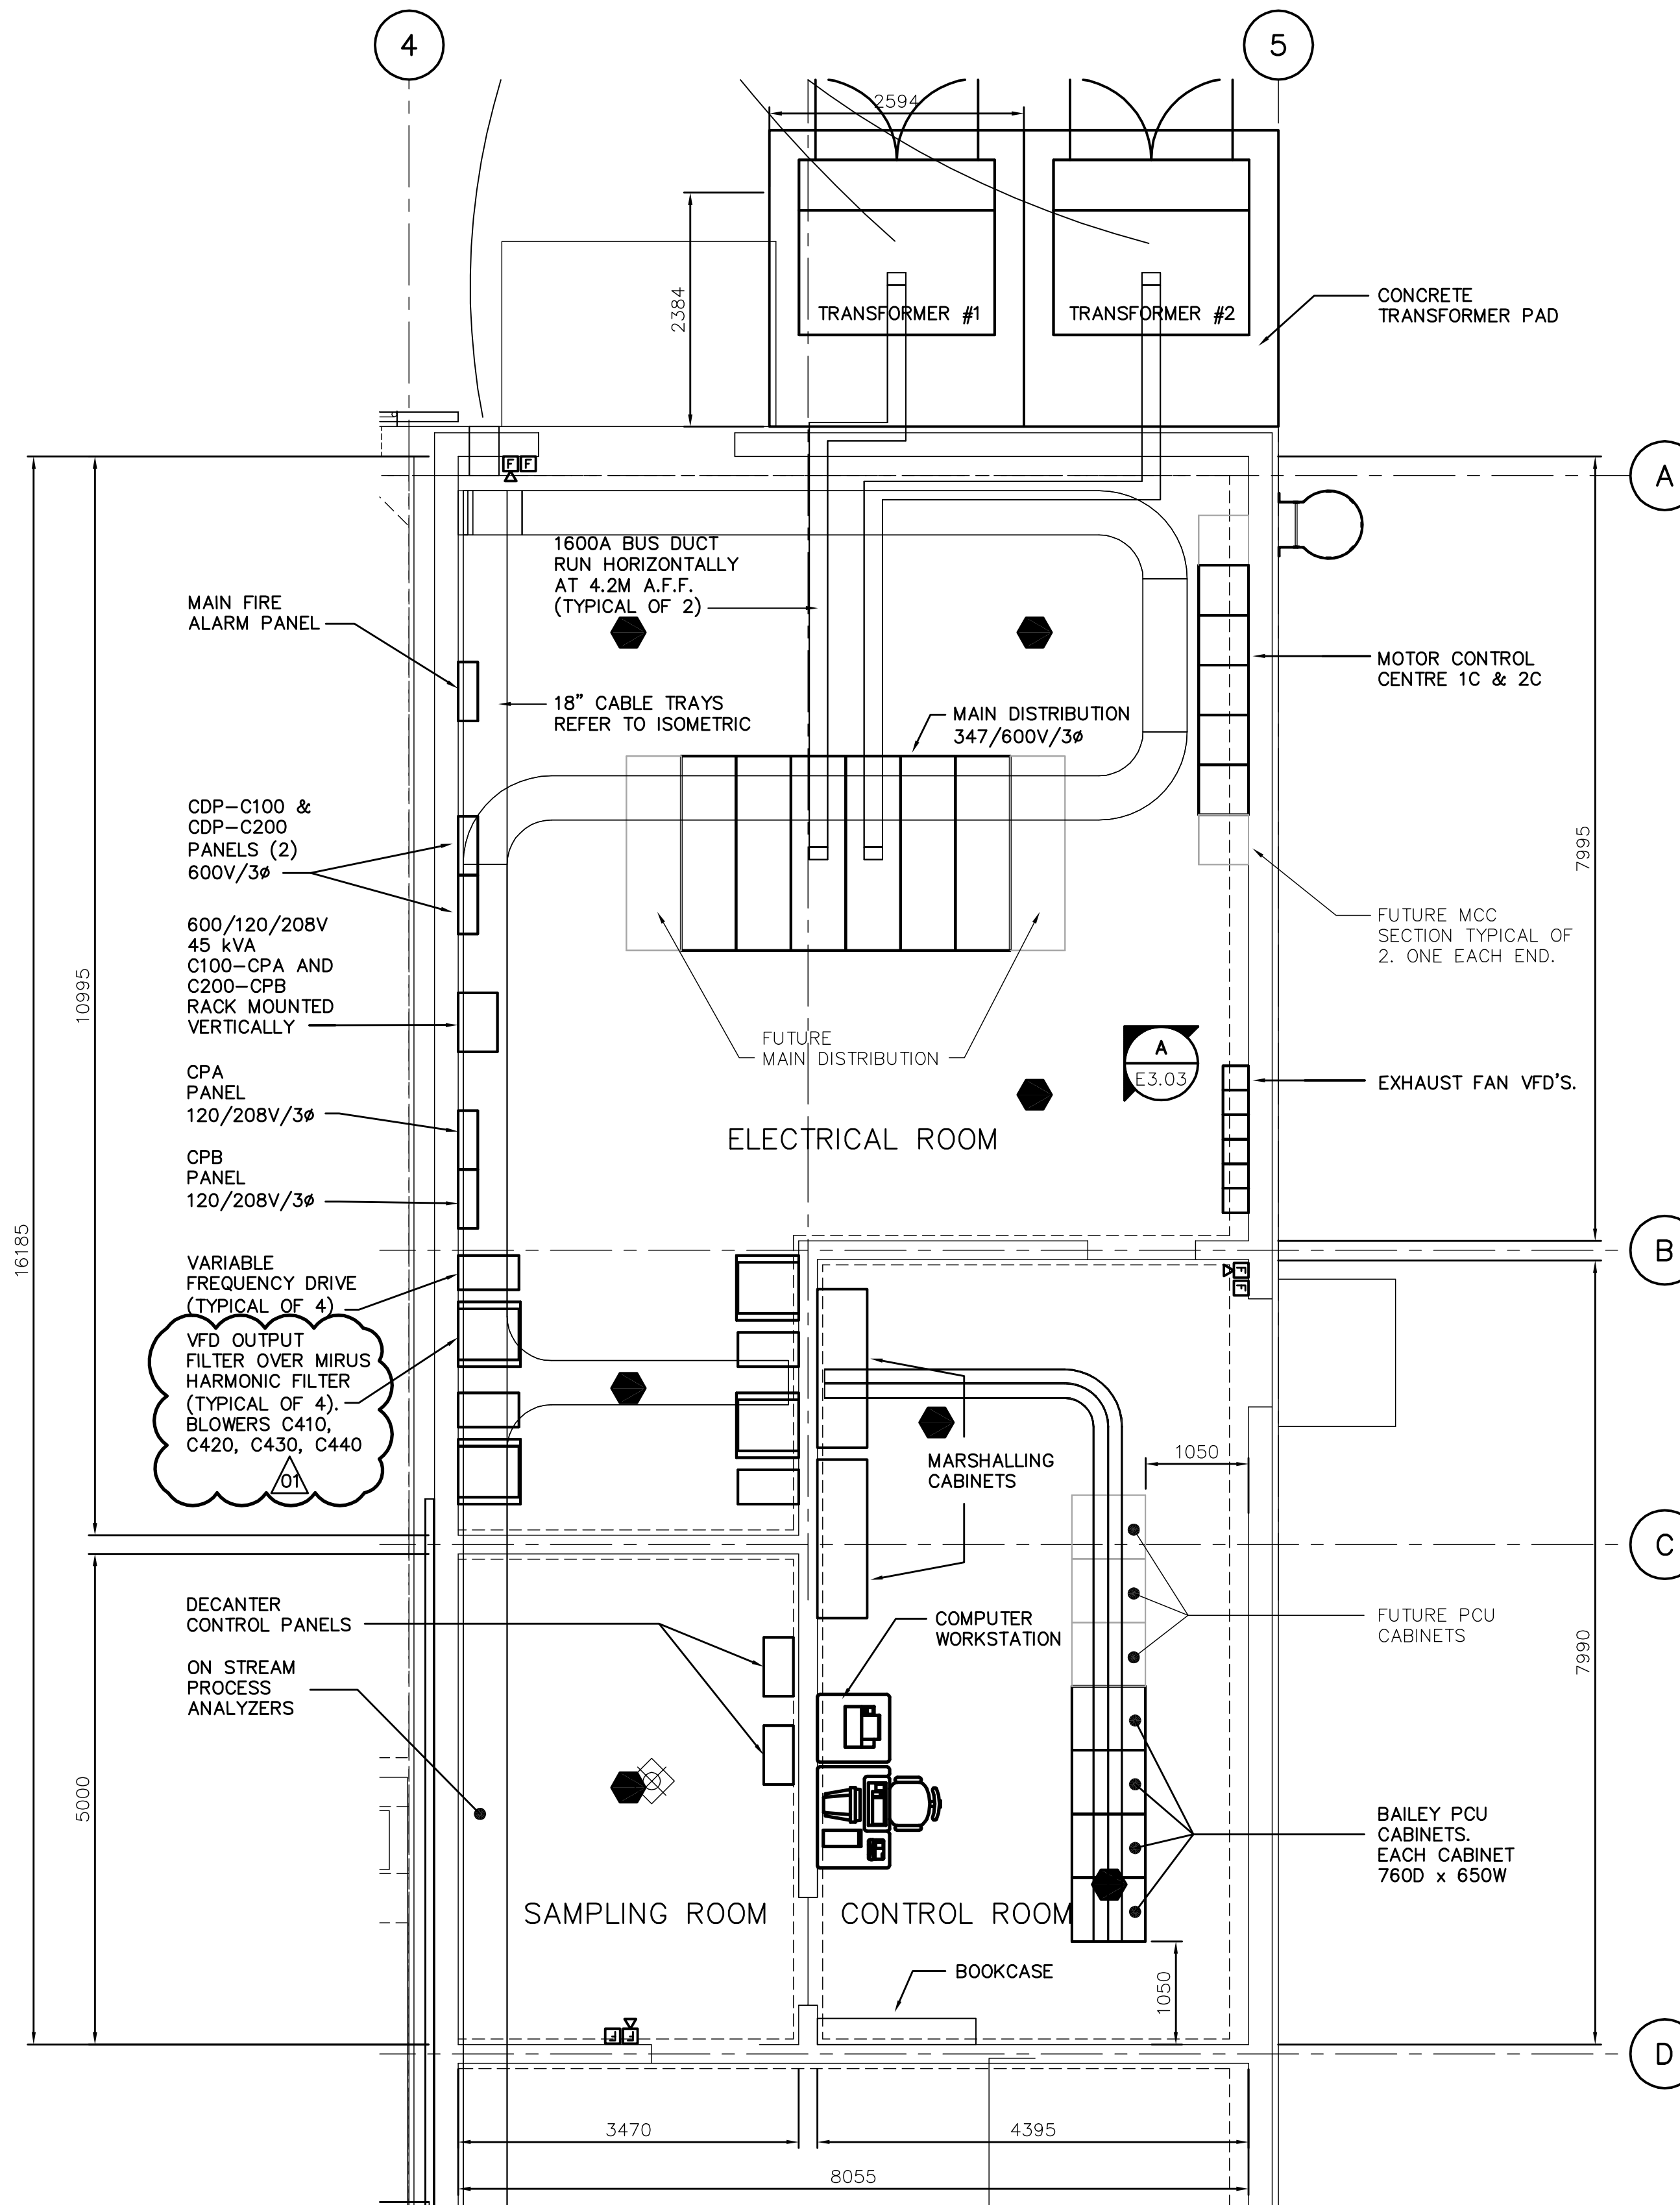 4
5
2594
2384
TRANSFORMER #1
TRANSFORMER #2
CONCRETE
TRANSFORMER PAD
F F
A
1600A BUS DUCT
RUN HORIZONTALLY
AT 4.2M A.F.F.
(TYPICAL OF 2)
MAIN FIRE
ALARM PANEL
MOTOR CONTROL
CENTRE 1C & 2C
18" CABLE TRAYS
REFER TO ISOMETRIC
MAIN DISTRIBUTION
347/600V/3ø
CDP-C100 &
CDP-C200
PANELS (2)
600V/3ø
7995
FUTURE MCC
SECTION TYPICAL OF
2. ONE EACH END.
600/120/208V
45 kVA
C100-CPA AND
C200-CPB
RACK MOUNTED
VERTICALLY
10995
FUTURE
MAIN DISTRIBUTION
A
E3.03
EXHAUST FAN VFD'S.
CPA
PANEL
120/208V/3ø
ELECTRICAL ROOM
CPB
PANEL
120/208V/3ø
16185
B
F
F
VARIABLE
FREQUENCY DRIVE
(TYPICAL OF 4)
VFD OUTPUT
FILTER OVER MIRUS
HARMONIC FILTER
(TYPICAL OF 4).
BLOWERS C410,
C420, C430, C440
01
MARSHALLING
CABINETS
1050
C
DECANTER
CONTROL PANELS
COMPUTER
WORKSTATION
FUTURE PCU
CABINETS
7990
ON STREAM
PROCESS
ANALYZERS
5000
BAILEY PCU
CABINETS.
EACH CABINET
760D x 650W
SAMPLING ROOM
CONTROL ROOM
BOOKCASE
1050
F F
D
3470
4395
8055